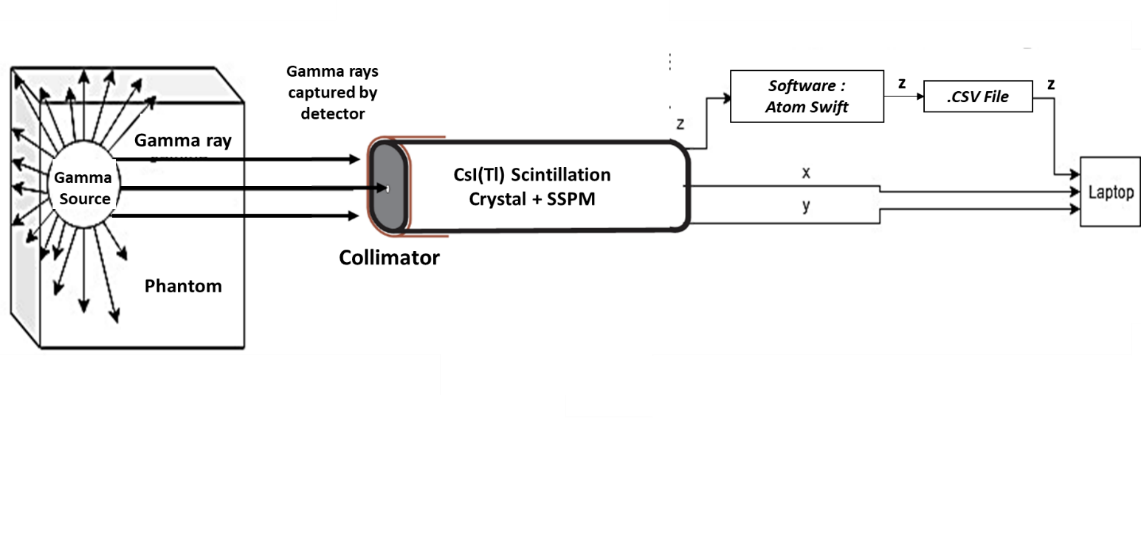 Gamma rays
captured by
detector
Gamma ray
Gamma
Source
Phantom
CsI(Tl) Scintillation
Crystal + SSPM
Collimator
z
Software :
Atom Swift
z
.CSV File
z
x
y
Laptop